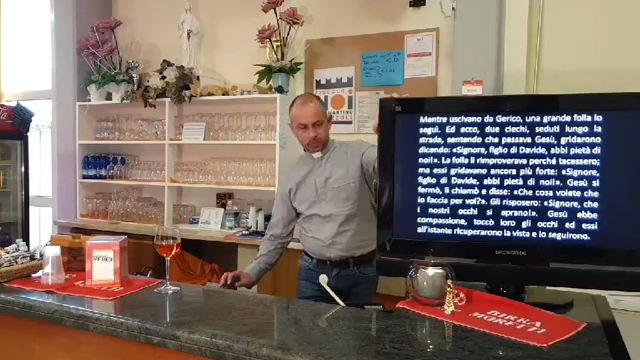 NOI
MARTINO
Mentre uscivano da Gerico, una grande folla lo
seguì. Ed ecco, due ciechi, seduti lungo la
strada, sentendo che passava Gesù, gridarono
dicendo: «Signore, figlio di Davide, abbi pietà di
noi!». La folla li rimproverava perché tacessero;
ma essi gridavano ancora più forte: «Signore,
figlio di Davide, abbi pietà di noi!». Gesù si
fermò, li chiamò e disse: «Che cosa volete che
io faccia per voi?». Gli risposero: «Signore, che
i nostri occhi si aprano!». Gesù ebbe
compassione, toccò loro gli occhi ed essi
all'istante ricuperarono la vista e lo seguirono.
BIRRA
MORETTI